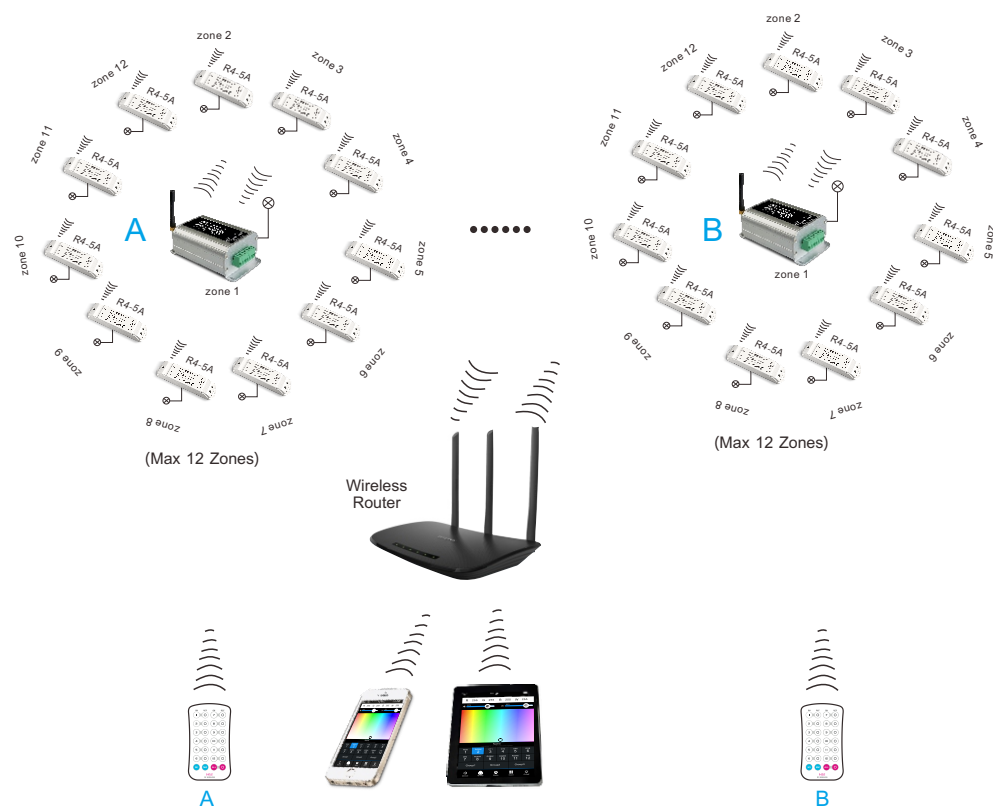 zone 2
zone 12
R4-5A
zone 3
R4-5A
R4-5A
zone 11
R4-5A
zone 4
R4-5A
A
R4-5A
zone 10
R4-5A
zone 5
zone 1
R4-5A
R4-5A
zone 9
zone 6
R4-5A
R4-5A
zone 8
zone 7
(Max 12 Zones)
......
zone 2
zone 12
R4-5A
zone 3
R4-5A
R4-5A
zone 11
R4-5A
zone 4
R4-5A
B
R4-5A
zone 10
R4-5A
zone 5
zone 1
R4-5A
R4-5A
zone 9
zone 6
R4-5A
R4-5A
zone 8
zone 7
(Max 12 Zones)
Wireless
Router
A
B